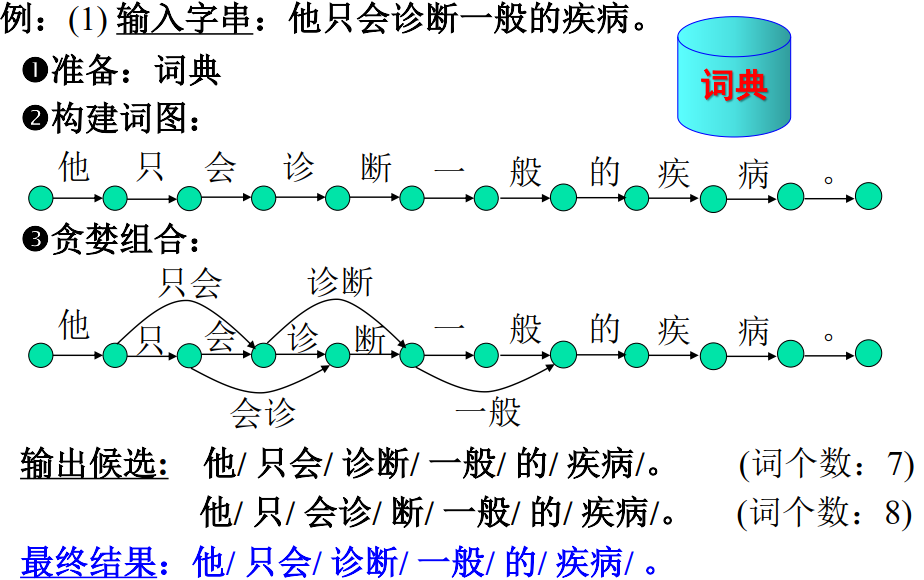 例：(1) 输入字串：他只会诊断一般的疾病。
❶准备：词典
词典
❷构建词图：
他 只 会 诊 断 一 般 的 疾 病 。
❸贪婪组合：
只会 诊断
他 只 会 诊 断 一 般 的 疾 病 。
会诊 一般
输出候选： 他/ 只会/ 诊断/ 一般/ 的/ 疾病/。 (词个数：7)
他/ 只/ 会诊/ 断/ 一般/ 的/ 疾病/。 (词个数：8)
最终结果：他/ 只会/ 诊断/ 一般/ 的/ 疾病/ 。